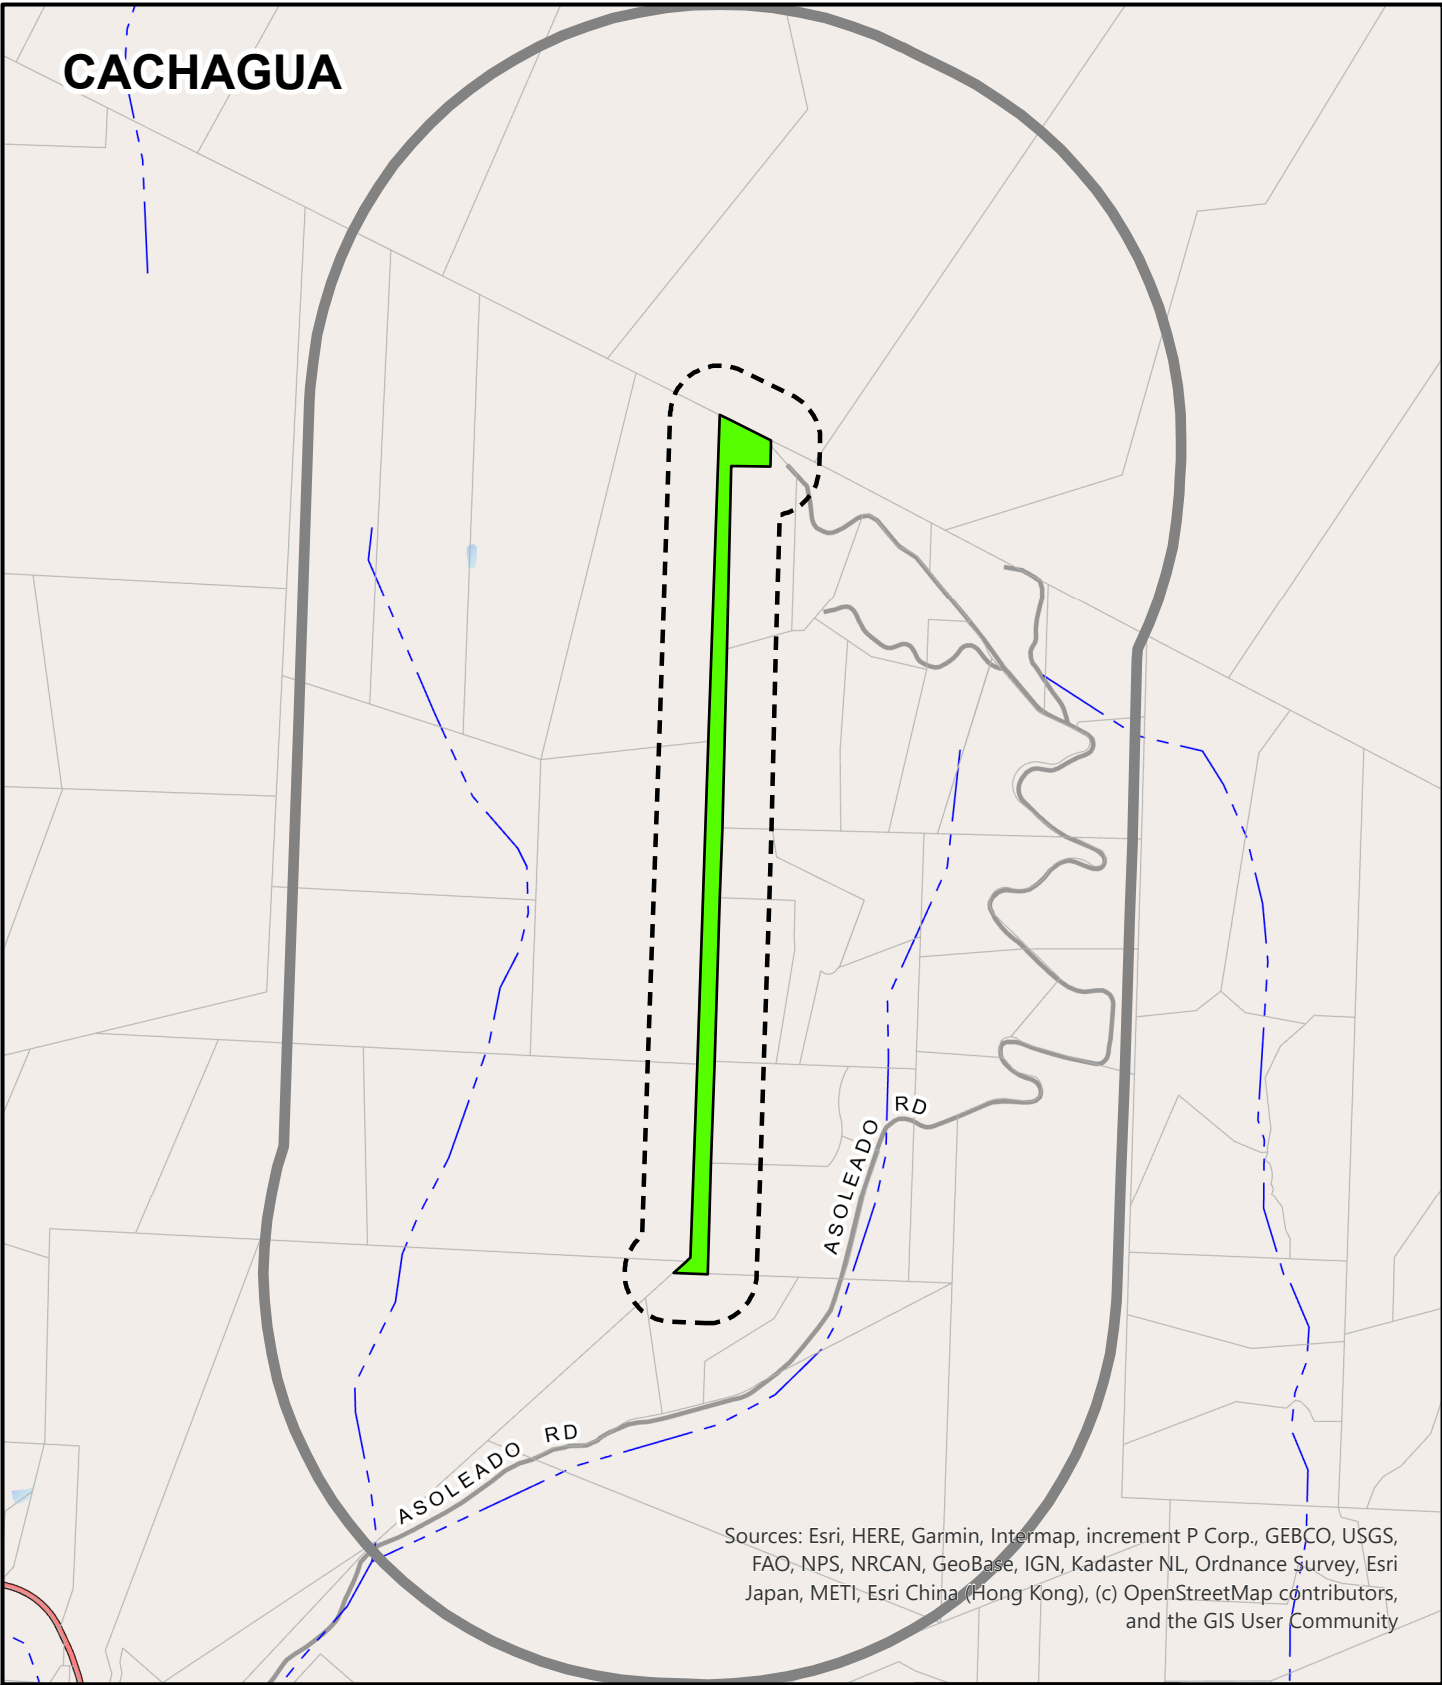 CACHAGUA
RD
ASOLEADO
RD
ASOLEADO
Sources: Esri, HERE, Garmin, Intermap, increment P Corp., GEBCO, USGS,
FAO, NPS, NRCAN, GeoBase, IGN, Kadaster NL, Ordnance Survey, Esri
Japan, METI, Esri China (Hong Kong), (c) OpenStreetMap contributors,
and the GIS User Community